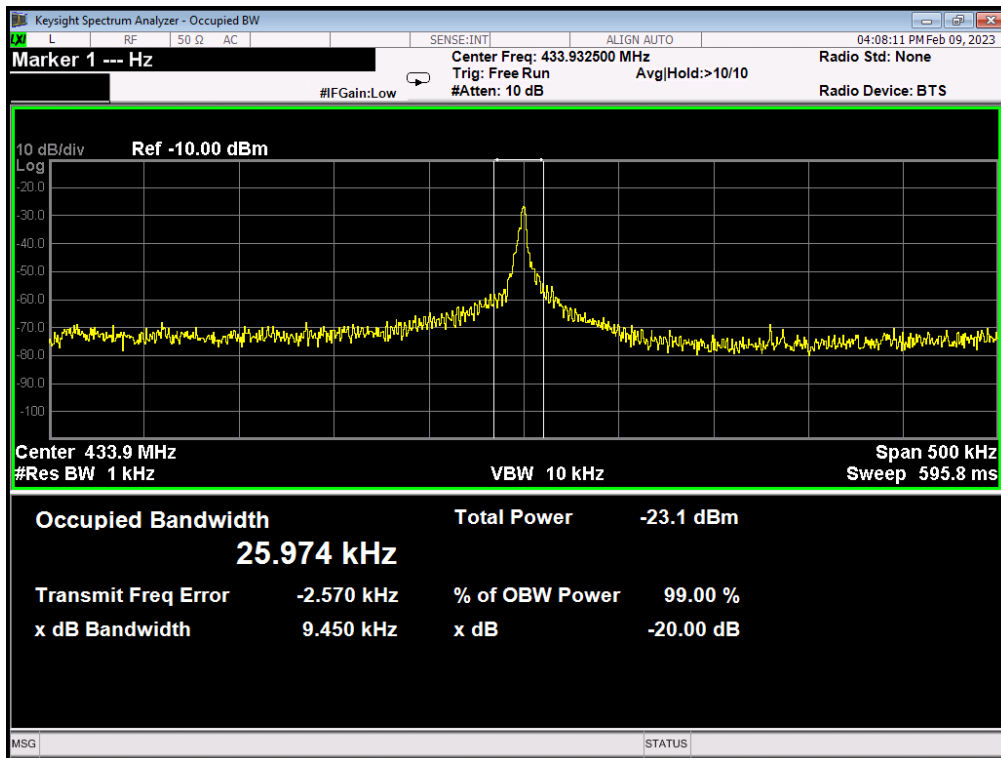 Keysight Spectrum Analyzer - Occupied BW
LXI L RF 50 Ω AC SENSE:INT ALIGN AUTO 04:08:11 PM Feb 09, 2023
Marker 1 --- Hz Center Freq: 433.932500 MHz Radio Std: None
Trig: Free Run Avg|Hold:>10/10
#IFGain:Low #Atten: 10 dB Radio Device: BTS
10 dB/div Ref -10.00 dBm
Log
-20.0
-30.0
-40.0
-50.0
-60.0
-70.0
-80.0
-90.0
-100
Center 433.9 MHz Span 500 kHz
#Res BW 1 kHz VBW 10 kHz Sweep 595.8 ms
Occupied Bandwidth Total Power -23.1 dBm
25.974 kHz
Transmit Freq Error -2.570 kHz % of OBW Power 99.00 %
x dB Bandwidth 9.450 kHz x dB -20.00 dB
MSG STATUS